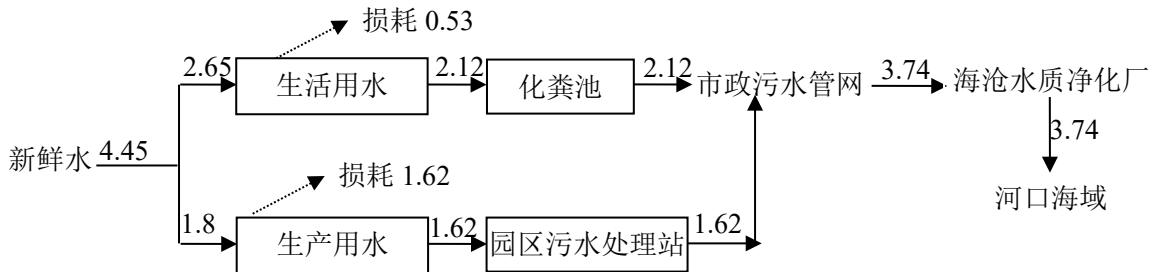 损耗 0.53
2.65
生活用水
2.12
化粪池
2.12
市政污水管网
3.74
海沧水质净化厂
3.74
河口海域
新鲜水 4.45
损耗 1.62
1.8
生产用水
1.62
园区污水处理站
1.62